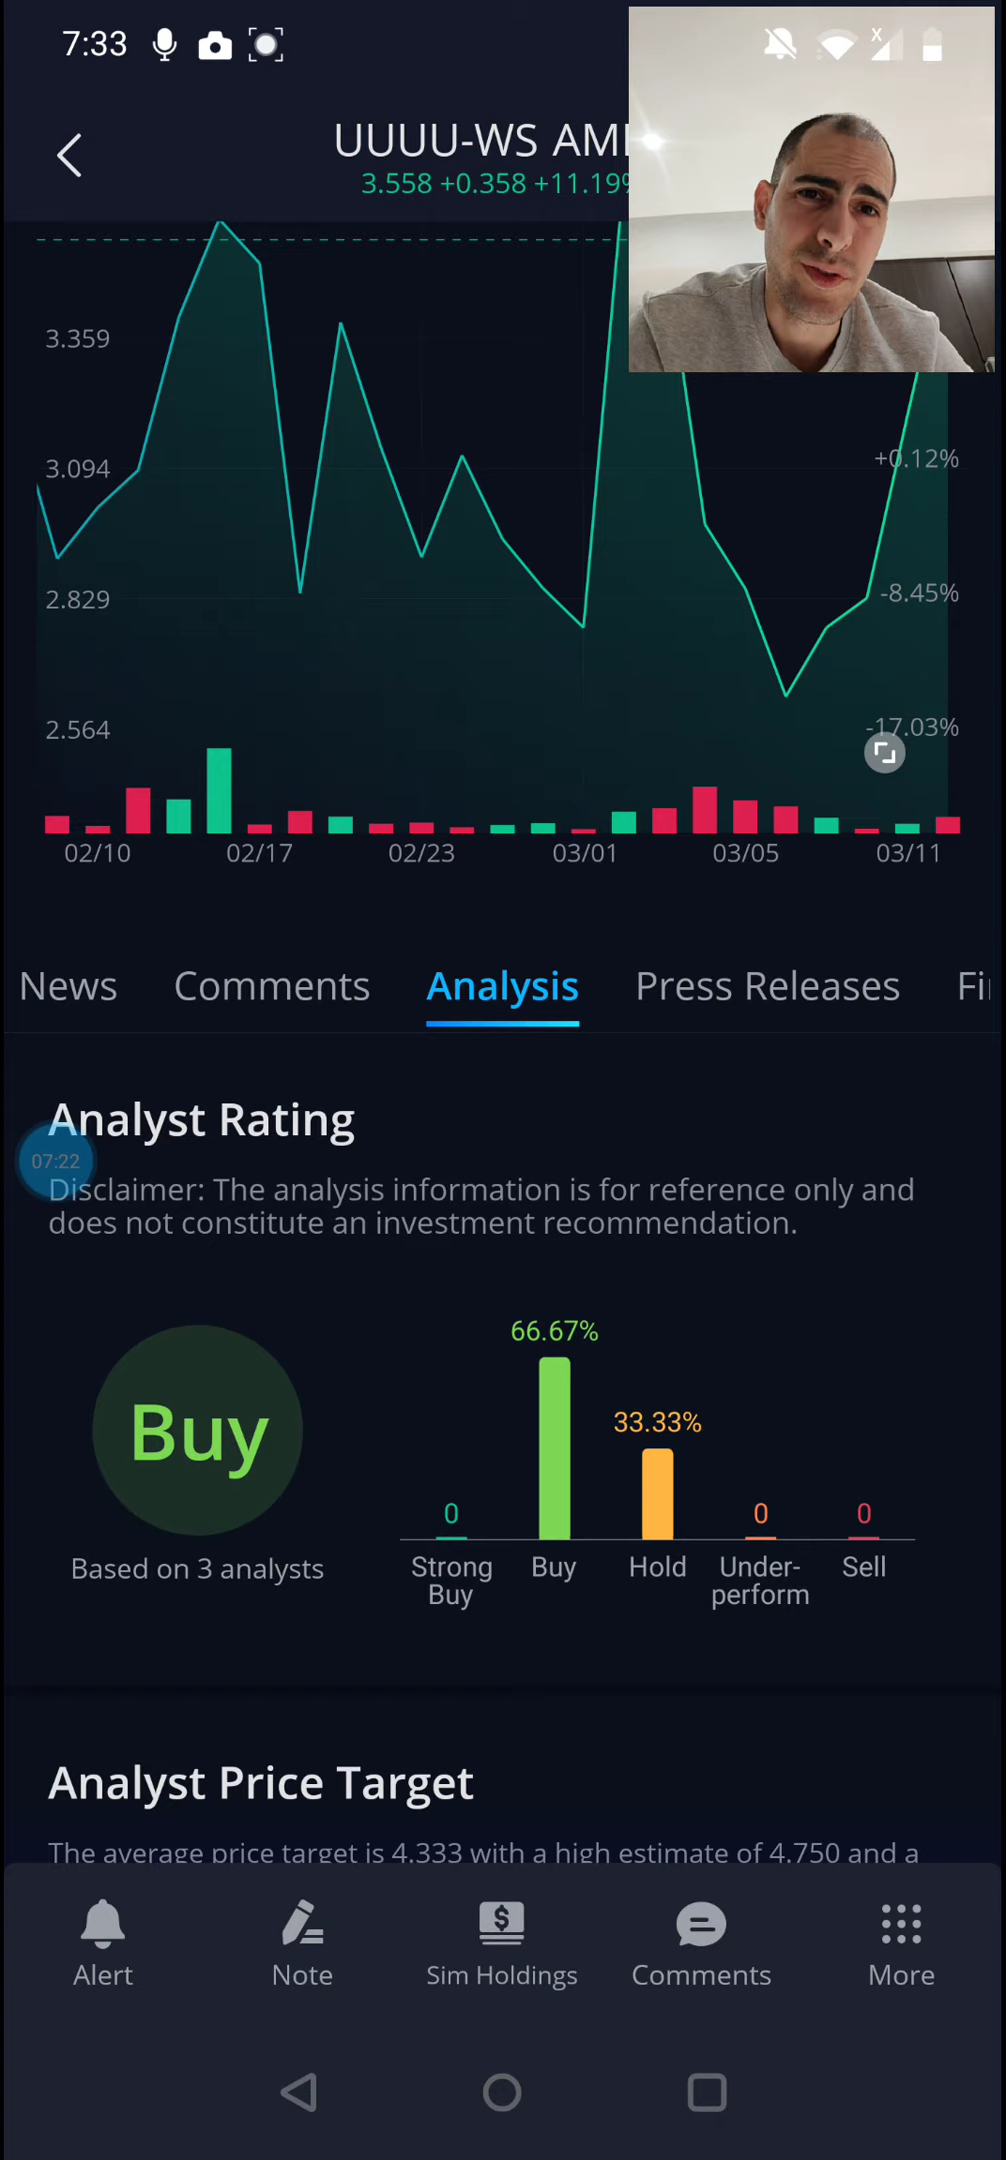 7:33
X
UUUU-WS AM
3.558 +0.358 +11.19%
3.359
3.094
+0.12%
2.829
-8.45%
2.564
-17.03%
02/10 02/17 02/23 03/01 03/05 03/11
News Comments Analysis Press Releases Fi
Analyst Rating
07:22
Disclaimer: The analysis information is for reference only and
does not constitute an investment recommendation.
66.67%
33.33%
0 0 0
Buy
Based on 3 analysts
Strong Buy Hold Under- Sell
Buy perform
Analyst Price Target
The average price target is 4.333 with a high estimate of 4.750 and a
Alert Note Sim Holdings Comments More